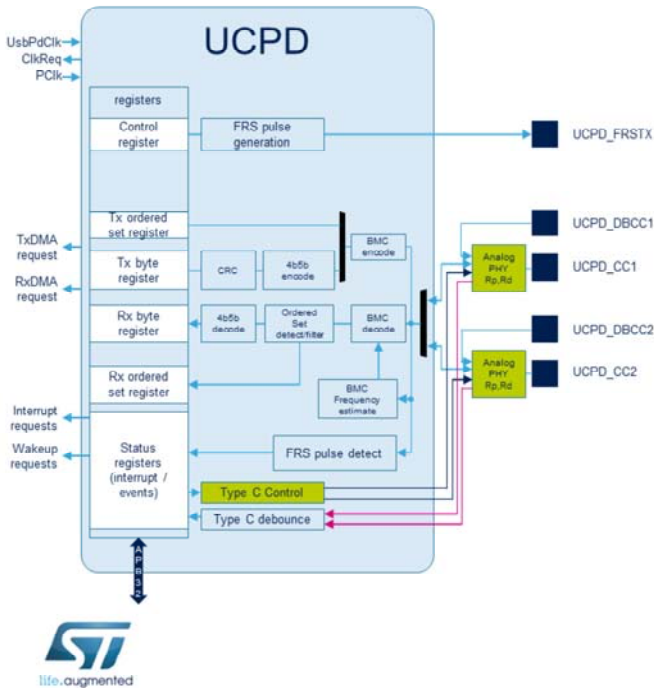 UCPD
UsbPdClk
ClkReq
PClk
registers
Control
register
FRS pulse
generation
UCPD_FRSTX
Tx ordered
set register
BMC
encode
UCPD_DBCC1
TxDMA
request
Tx byte
register
CRC
4b5b
encode
Analog
PHY
Rp,Rd
UCPD_CC1
RxDMA
request
Rx byte
register
4b5b
decode
Ordered
Set
detect/filter
BMC
decode
UCPD_DBCC2
Rx ordered
set register
BMC
Frequency
estimate
Analog
PHY
Rp,Rd
UCPD_CC2
Interrupt
requests
Wakeup
requests
Status
registers
(interrupt /
events)
FRS pulse detect
Type C Control
Type C debounce
APB32
ST
life.augmented